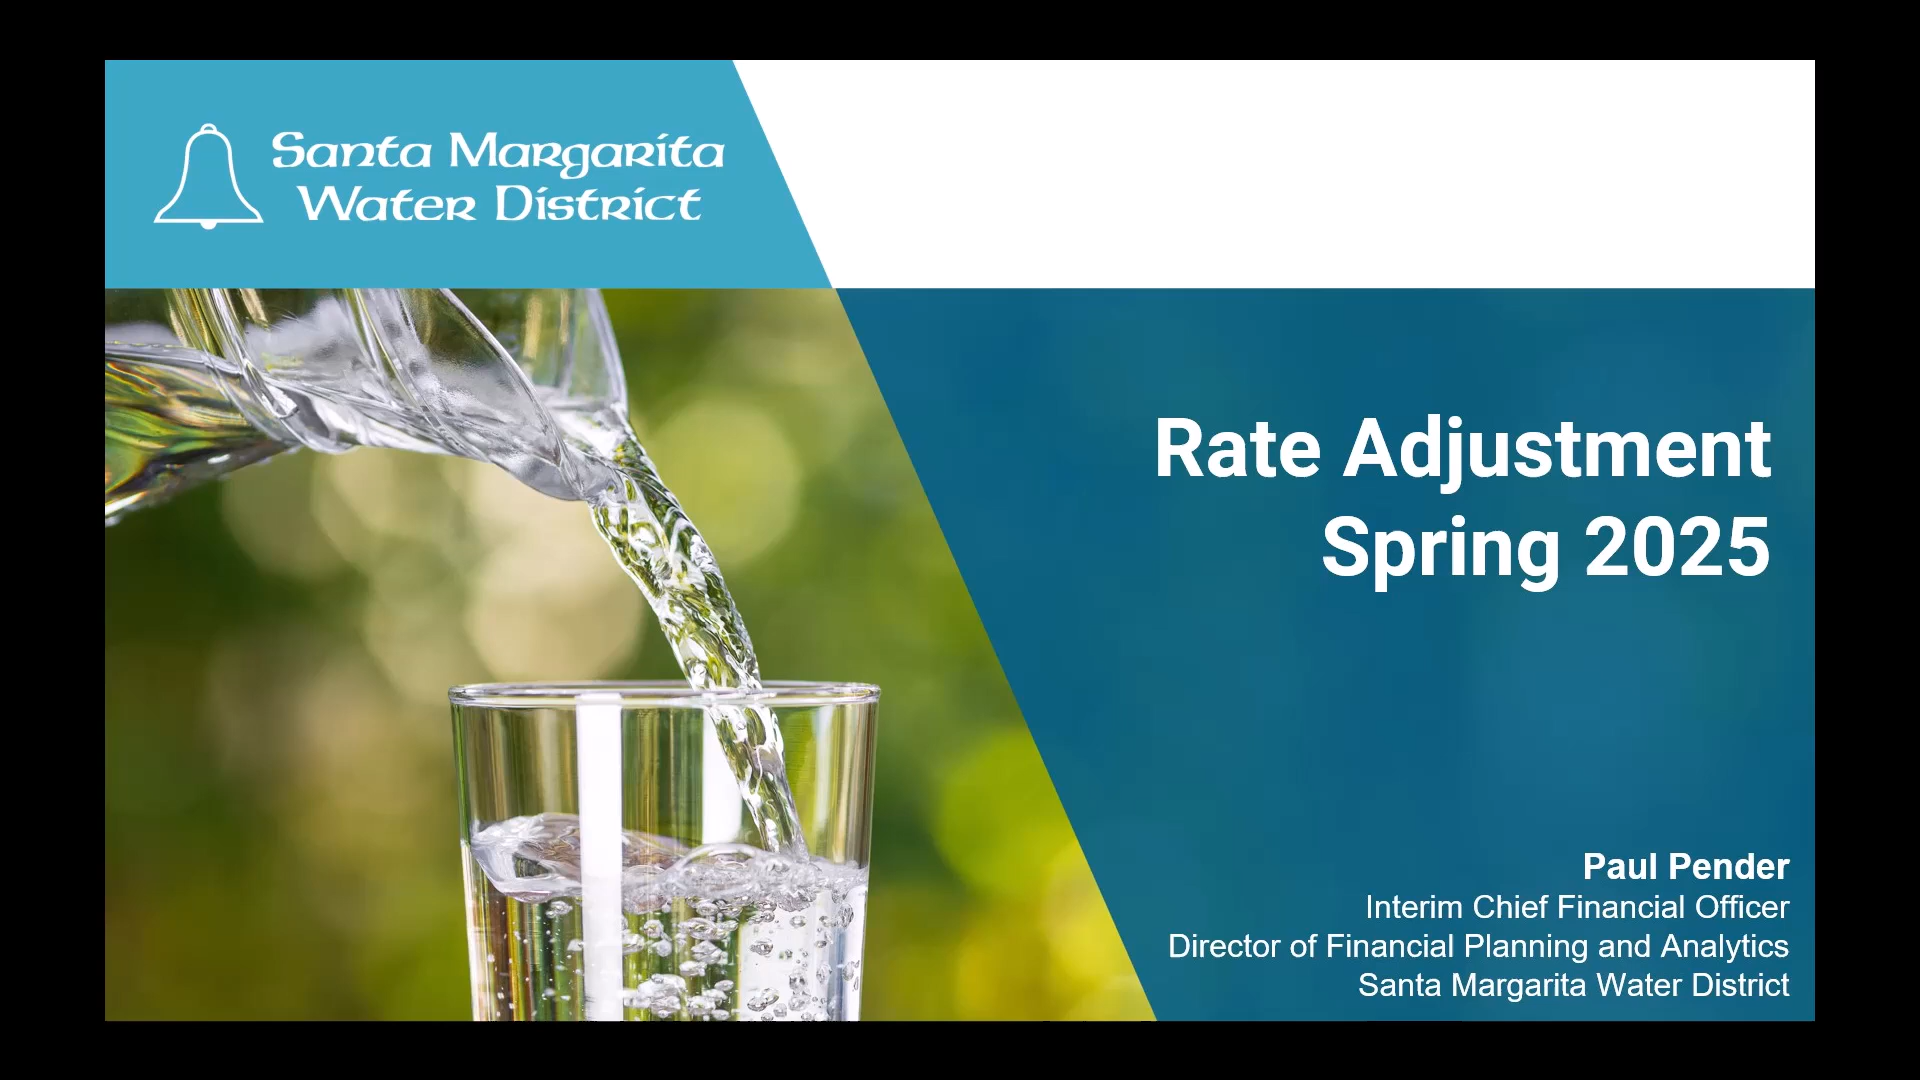 Santa Margarita
Water District
Rate Adjustment
Spring 2025
Paul Pender
Interim Chief Financial Officer
Director of Financial Planning and Analytics
Santa Margarita Water District